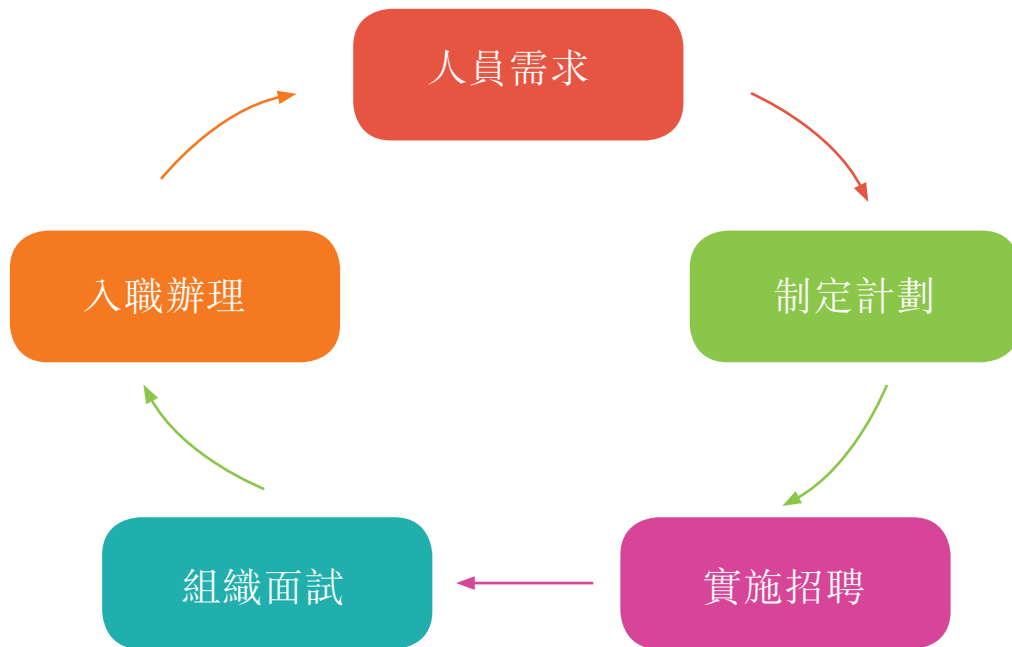 人員需求
制定計劃
實施招聘
組織面試
入職辦理